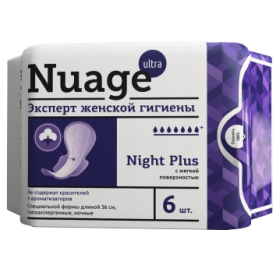 Nuage
ultra
Эксперт женской гигиены
Night Plus
с мягкой
поверхностью
Не содержат красителей
и ароматизаторов
Специальной формы длиной 36 см,
гипоаллергенные, ночные
6 шт.